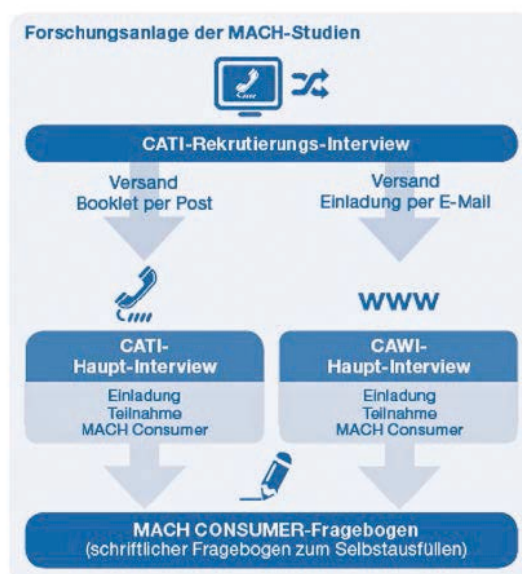 Forschungsanlage der MACH-Studien
CATI-Rekrutierungs-Interview
Versand
Booklet per Post
Versand
Einladung per E-Mail
www
CATI-
Haupt-Interview
Einladung
Teilnahme
MACH Consumer
CAWI-
Haupt-Interview
Einladung
Teilnahme
MACH Consumer
MACH CONSUMER-Fragebogen
(schriftlicher Fragebogen zum Selbstausfüllen)